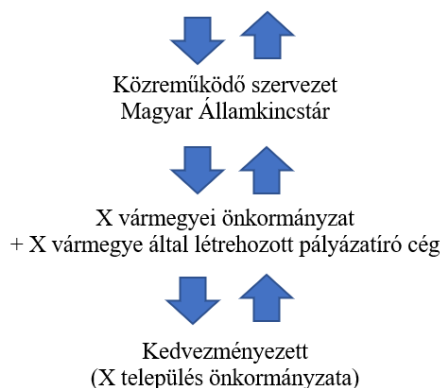 Közreműködő szervezet
Magyar Államkincstár
X vármegyei önkormányzat
+ X vármegye által létrehozott pályázatíró cég
Kedvezményezett
(X település önkormányzata)